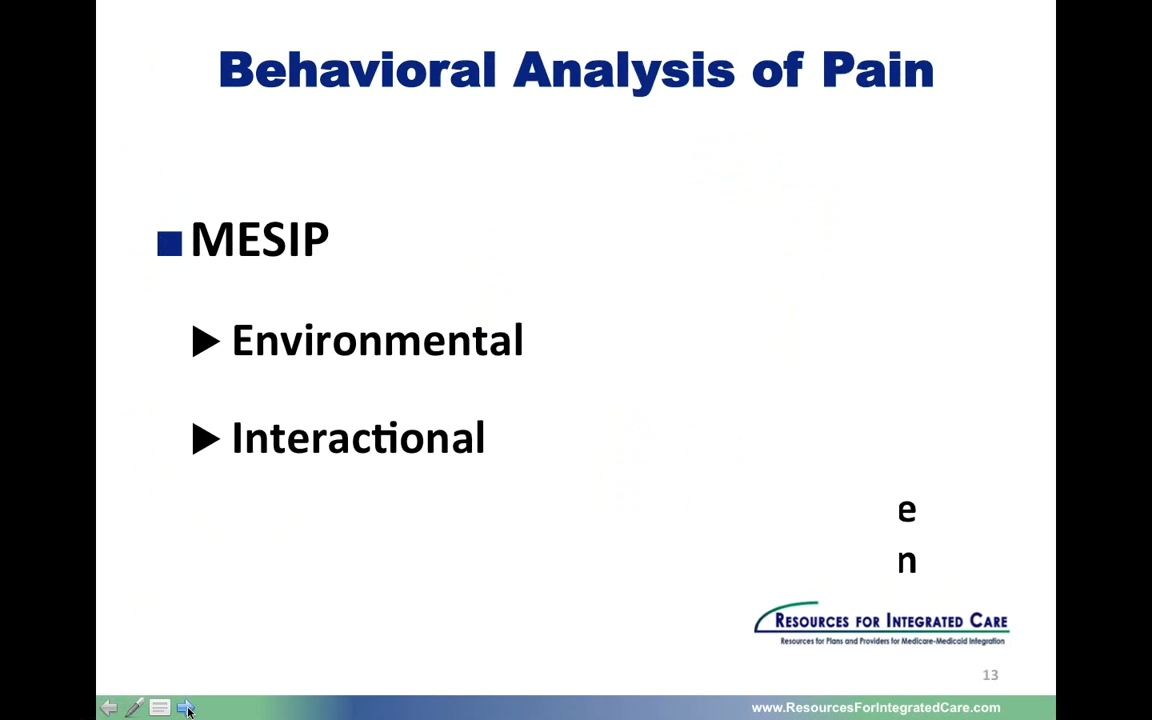 Behavioral Analysis of Pain
MESIP
Environmental
Interactional
e
n
RESOURCES FOR INTEGRATED CARE
Resources for Plans and Providers for Medicare-Medicaid Integration
13
www.ResourcesForIntegratedCare.com